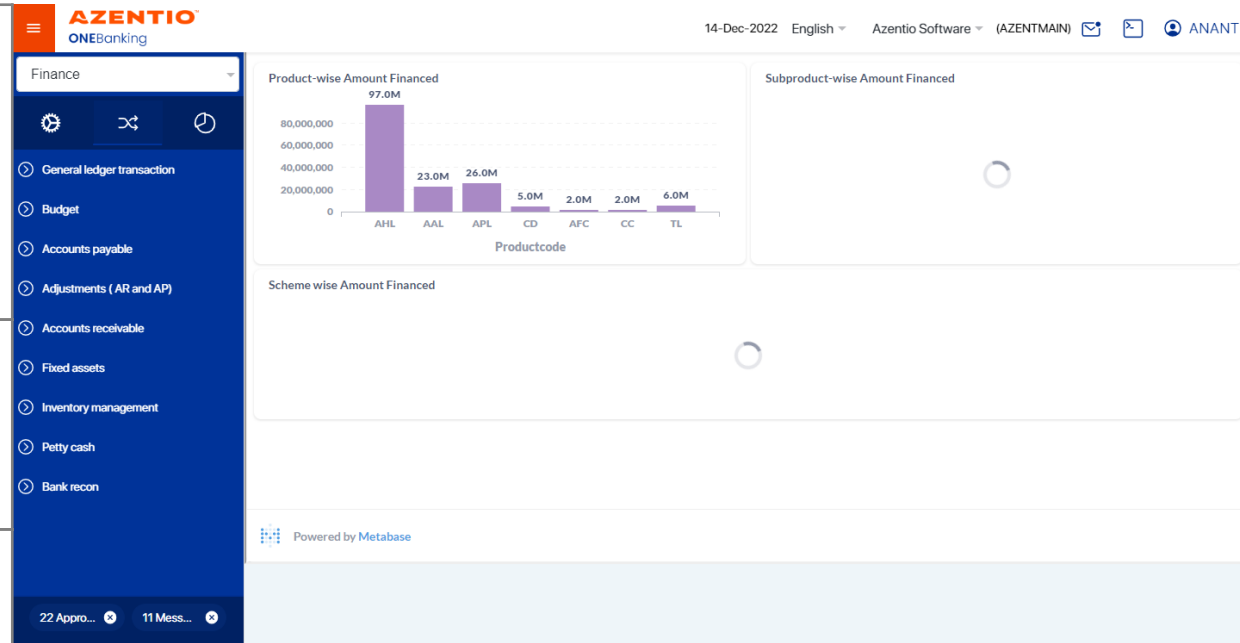 AZENTIO™
ONEBanking
14-Dec-2022 English Azentio Software (AZENTMAIN) ANANT
Finance
General ledger transaction
Budget
Accounts payable
Adjustments ( AR and AP)
Accounts receivable
Fixed assets
Inventory management
Petty cash
Bank recon
22 Appro...
11 Mess...
Product-wise Amount Financed
97.0M
80,000,000
60,000,000
40,000,000
20,000,000
0
23.0M
26.0M
5.0M
2.0M
2.0M
6.0M
AHL AAL APL CD AFC CC TL
Productcode
Subproduct-wise Amount Financed
Scheme wise Amount Financed
Powered by Metabase